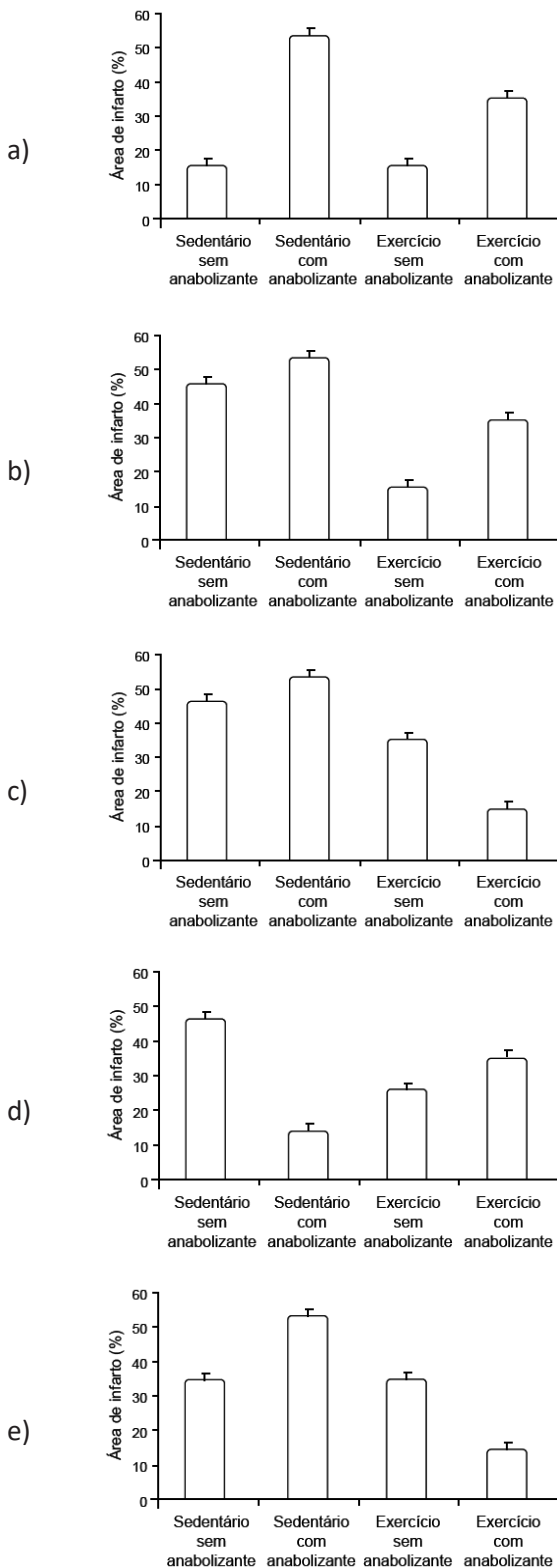 a)
Área de infarto (%)
60
50
40
30
20
10
0
Sedentário sem anabolizante
Sedentário com anabolizante
Exercício sem anabolizante
Exercício com anabolizante
b)
Área de infarto (%)
60
50
40
30
20
10
0
Sedentário sem anabolizante
Sedentário com anabolizante
Exercício sem anabolizante
Exercício com anabolizante
c)
Área de infarto (%)
60
50
40
30
20
10
0
Sedentário sem anabolizante
Sedentário com anabolizante
Exercício sem anabolizante
Exercício com anabolizante
d)
Área de infarto (%)
60
50
40
30
20
10
0
Sedentário sem anabolizante
Sedentário com anabolizante
Exercício sem anabolizante
Exercício com anabolizante
e)
Área de infarto (%)
60
50
40
30
20
10
0
Sedentário sem anabolizante
Sedentário com anabolizante
Exercício sem anabolizante
Exercício com anabolizante